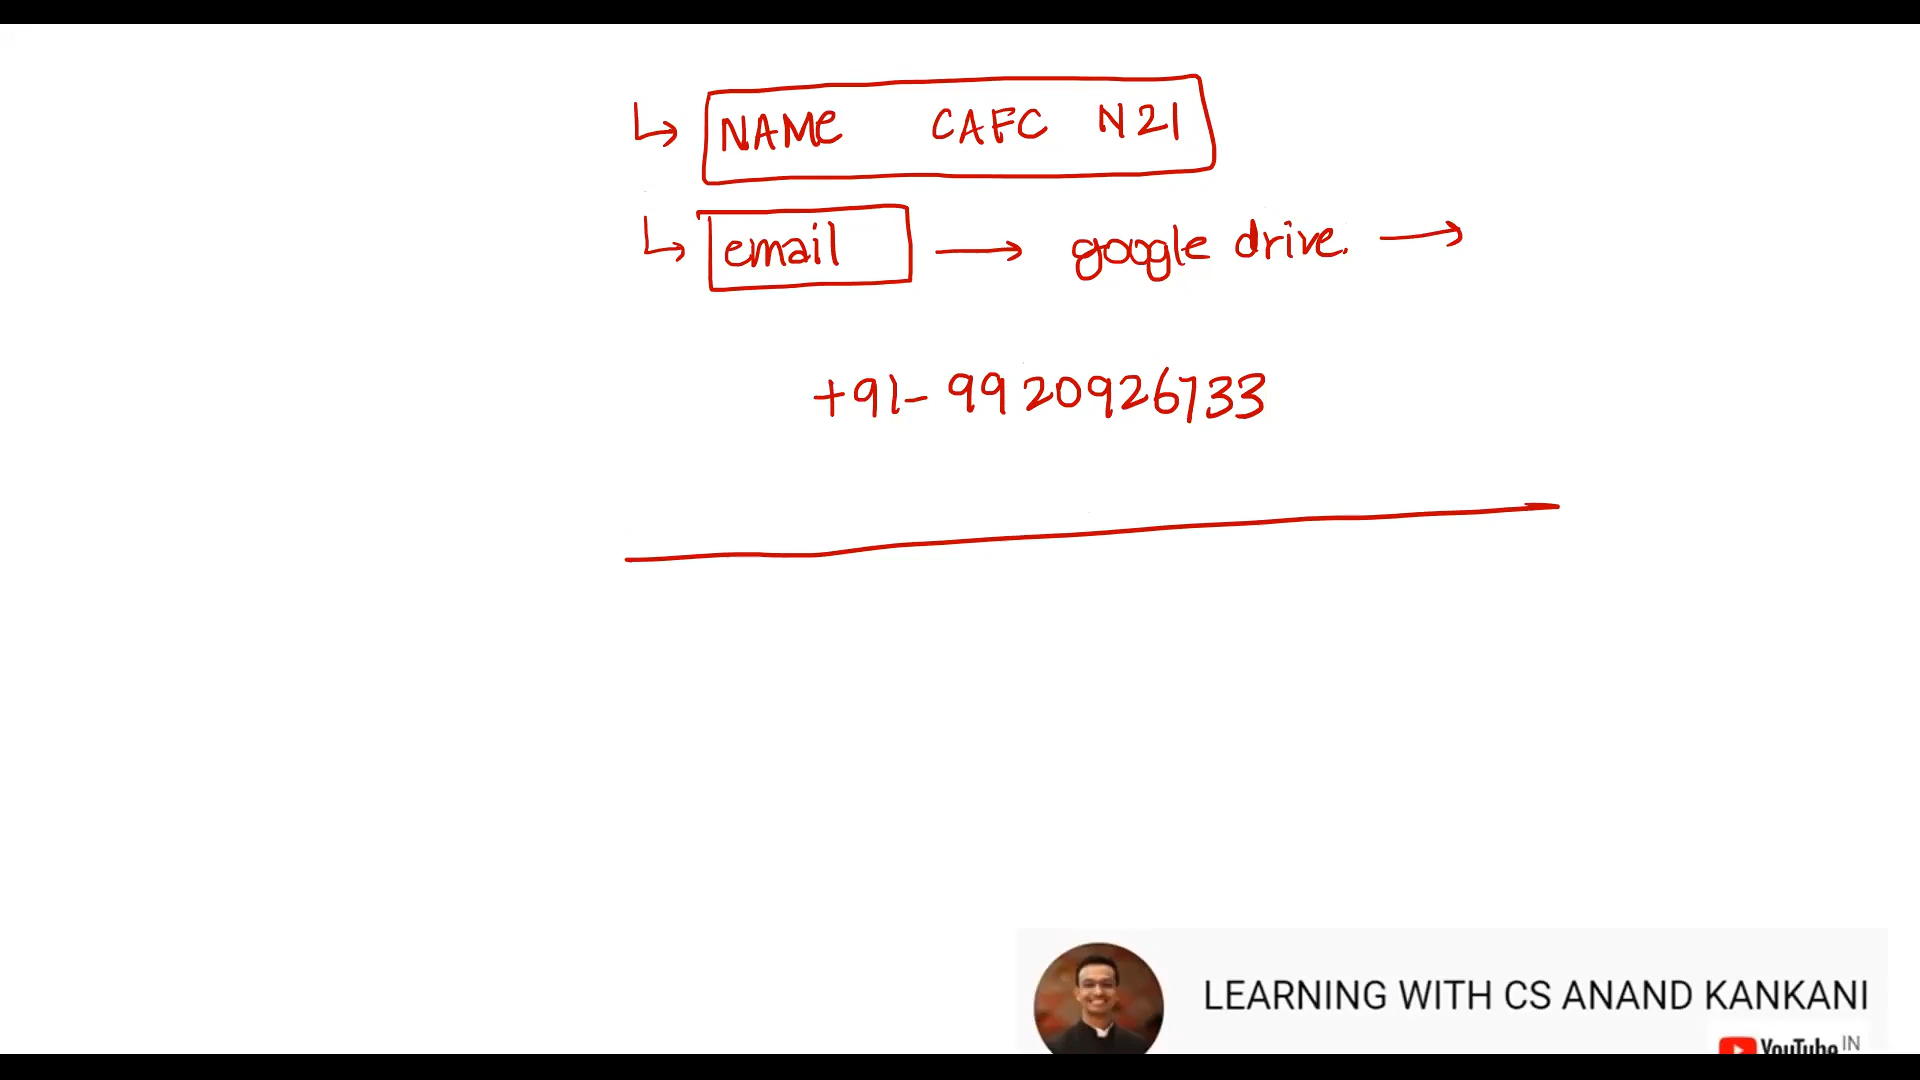 ↳ NAME CAFC N21
↳ email → google drive. →
+91-9920926733
LEARNING WITH CS ANAND KANKANI
YouTube IN